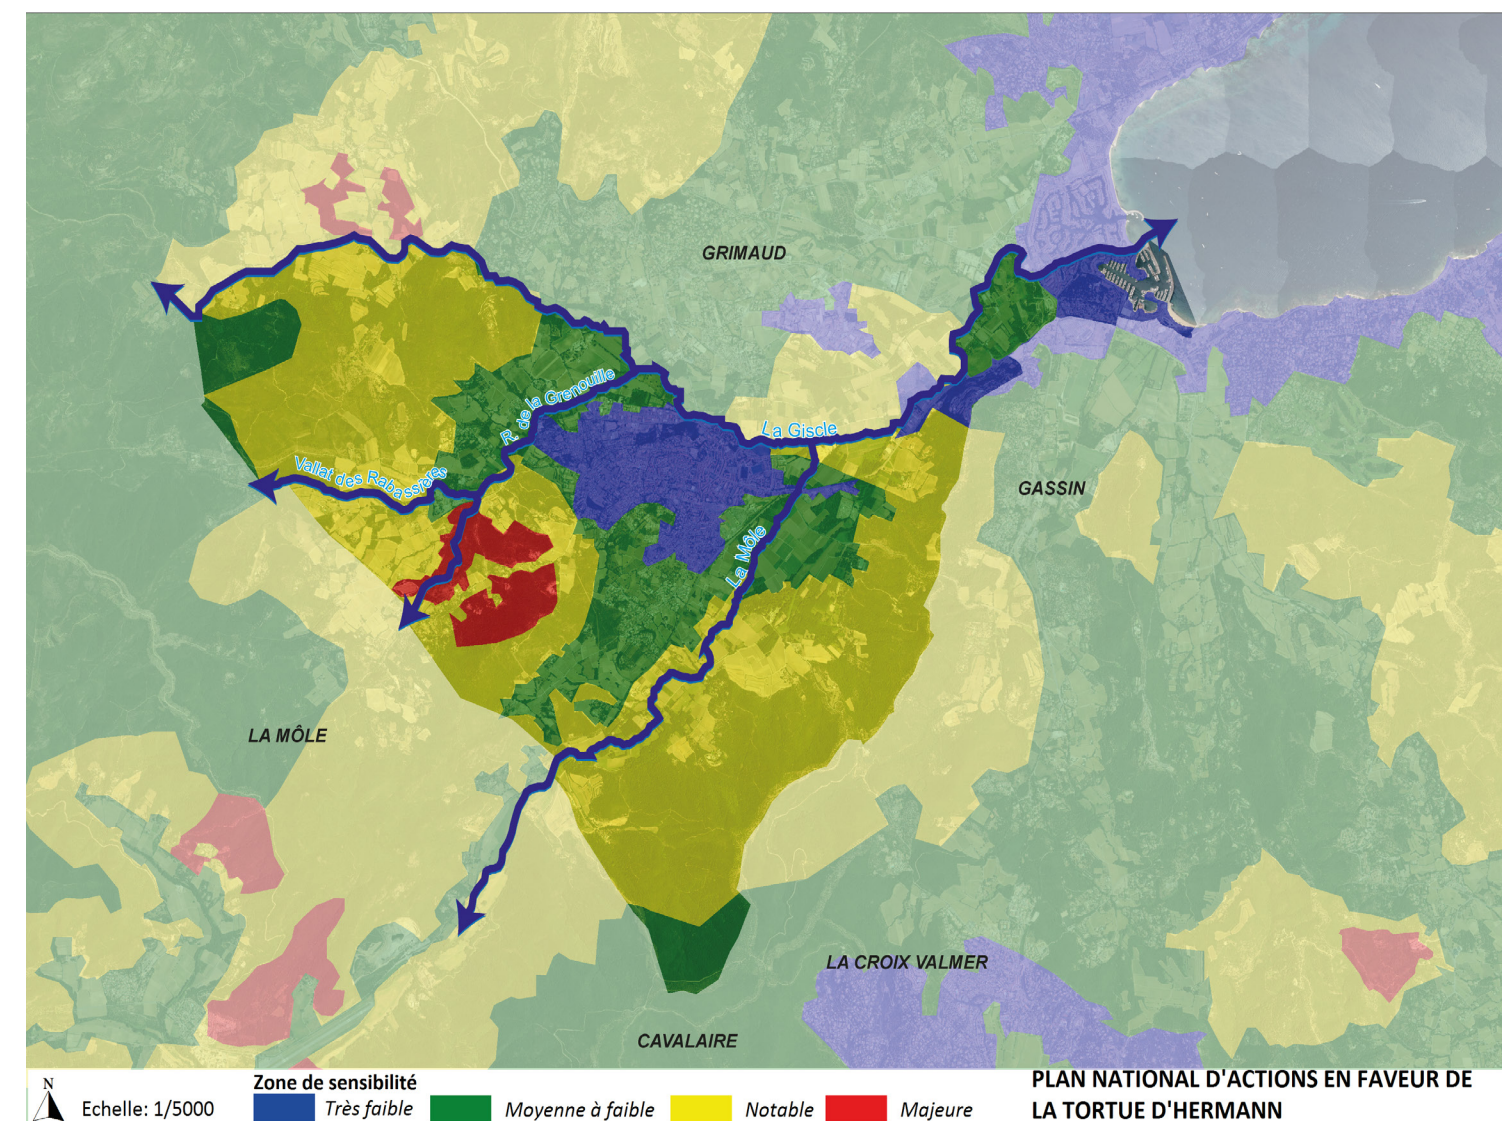 GRIMAUD
R. de la Grenouille
La Giscle
Vallat des Rabassieres
GASSIN
La Môle
LA MÔLE
LA CROIX VALMER
CAVALAIRE
N
Echelle: 1/5000
Zone de sensibilité
Très faible
Moyenne à faible
Notable
Majeure
PLAN NATIONAL D'ACTIONS EN FAVEUR DE
LA TORTUE D'HERMANN